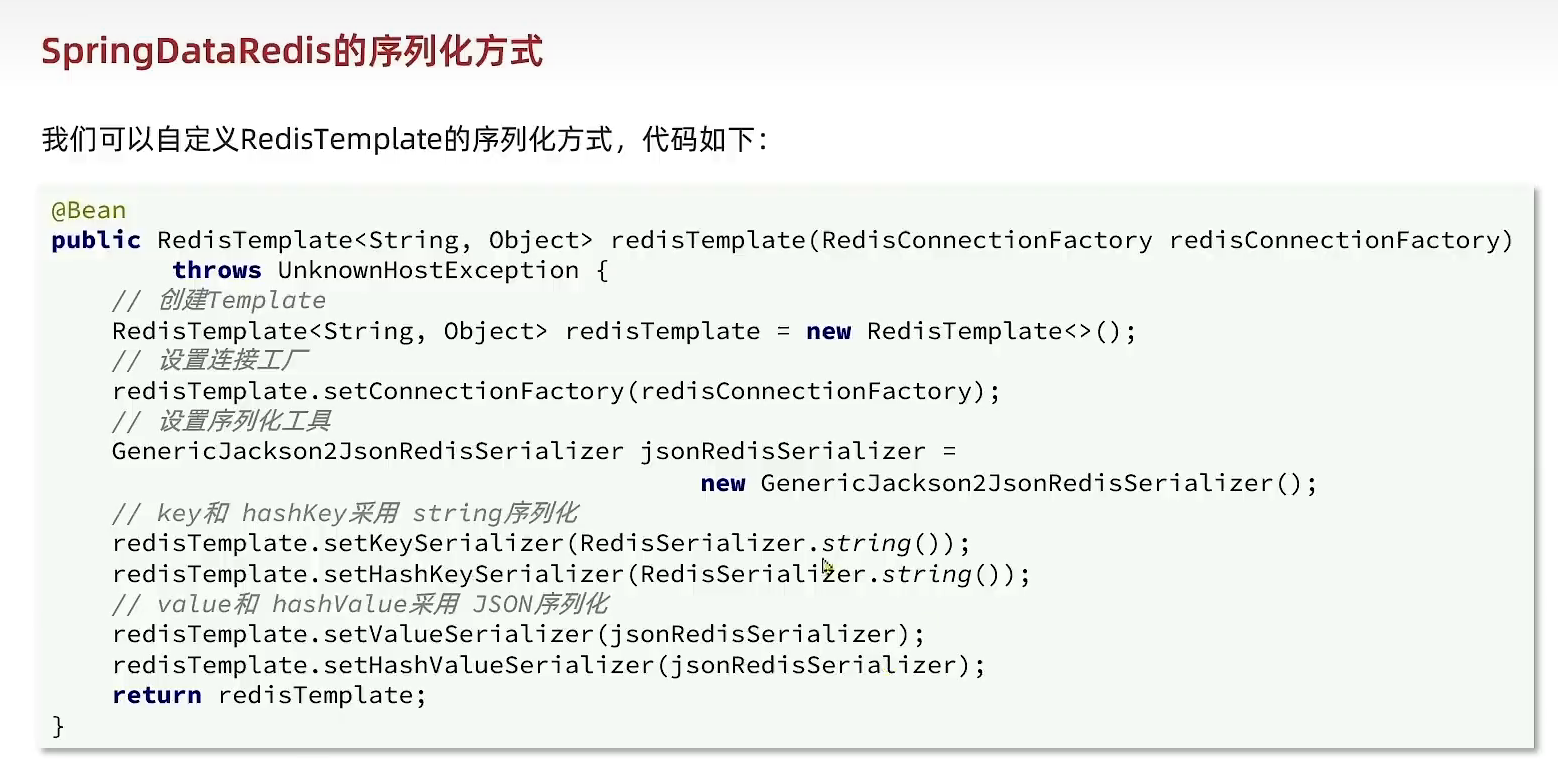 SpringDataRedis的序列化方式
我们可以自定义RedisTemplate的序列化方式，代码如下：
@Bean
public RedisTemplate<String, Object> redisTemplate(RedisConnectionFactory redisConnectionFactory)
        throws UnknownHostException {
    // 创建Template
    RedisTemplate<String, Object> redisTemplate = new RedisTemplate<>();
    // 设置连接工厂
    redisTemplate.setConnectionFactory(redisConnectionFactory);
    // 设置序列化工具
    GenericJackson2JsonRedisSerializer jsonRedisSerializer =
                                           new GenericJackson2JsonRedisSerializer();
    // key和 hashKey采用 string序列化
    redisTemplate.setKeySerializer(RedisSerializer.string());
    redisTemplate.setHashKeySerializer(RedisSerializer.string());
    // value和 hashValue采用 JSON序列化
    redisTemplate.setValueSerializer(jsonRedisSerializer);
    redisTemplate.setHashValueSerializer(jsonRedisSerializer);
    return redisTemplate;
}